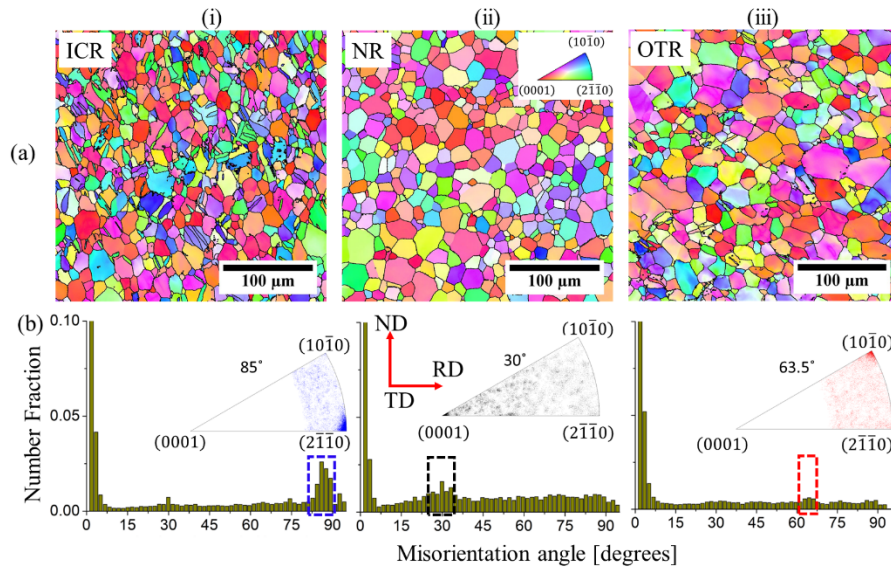 (i) (ii) (iii)
(a)
ICR
100 μm
NR
(101̄0)
(0001) (21̄1̄0)
100 μm
OTR
100 μm
(b)
Number Fraction
0.10
0.05
0.00
85˚
(101̄0)
(0001) (21̄1̄0)
0 15 30 45 60 75 90
ND
RD
TD
30˚
(101̄0)
(0001) (21̄1̄0)
0 15 30 45 60 75 90
63.5˚
(101̄0)
(0001) (21̄1̄0)
0 15 30 45 60 75 90
Misorientation angle [degrees]